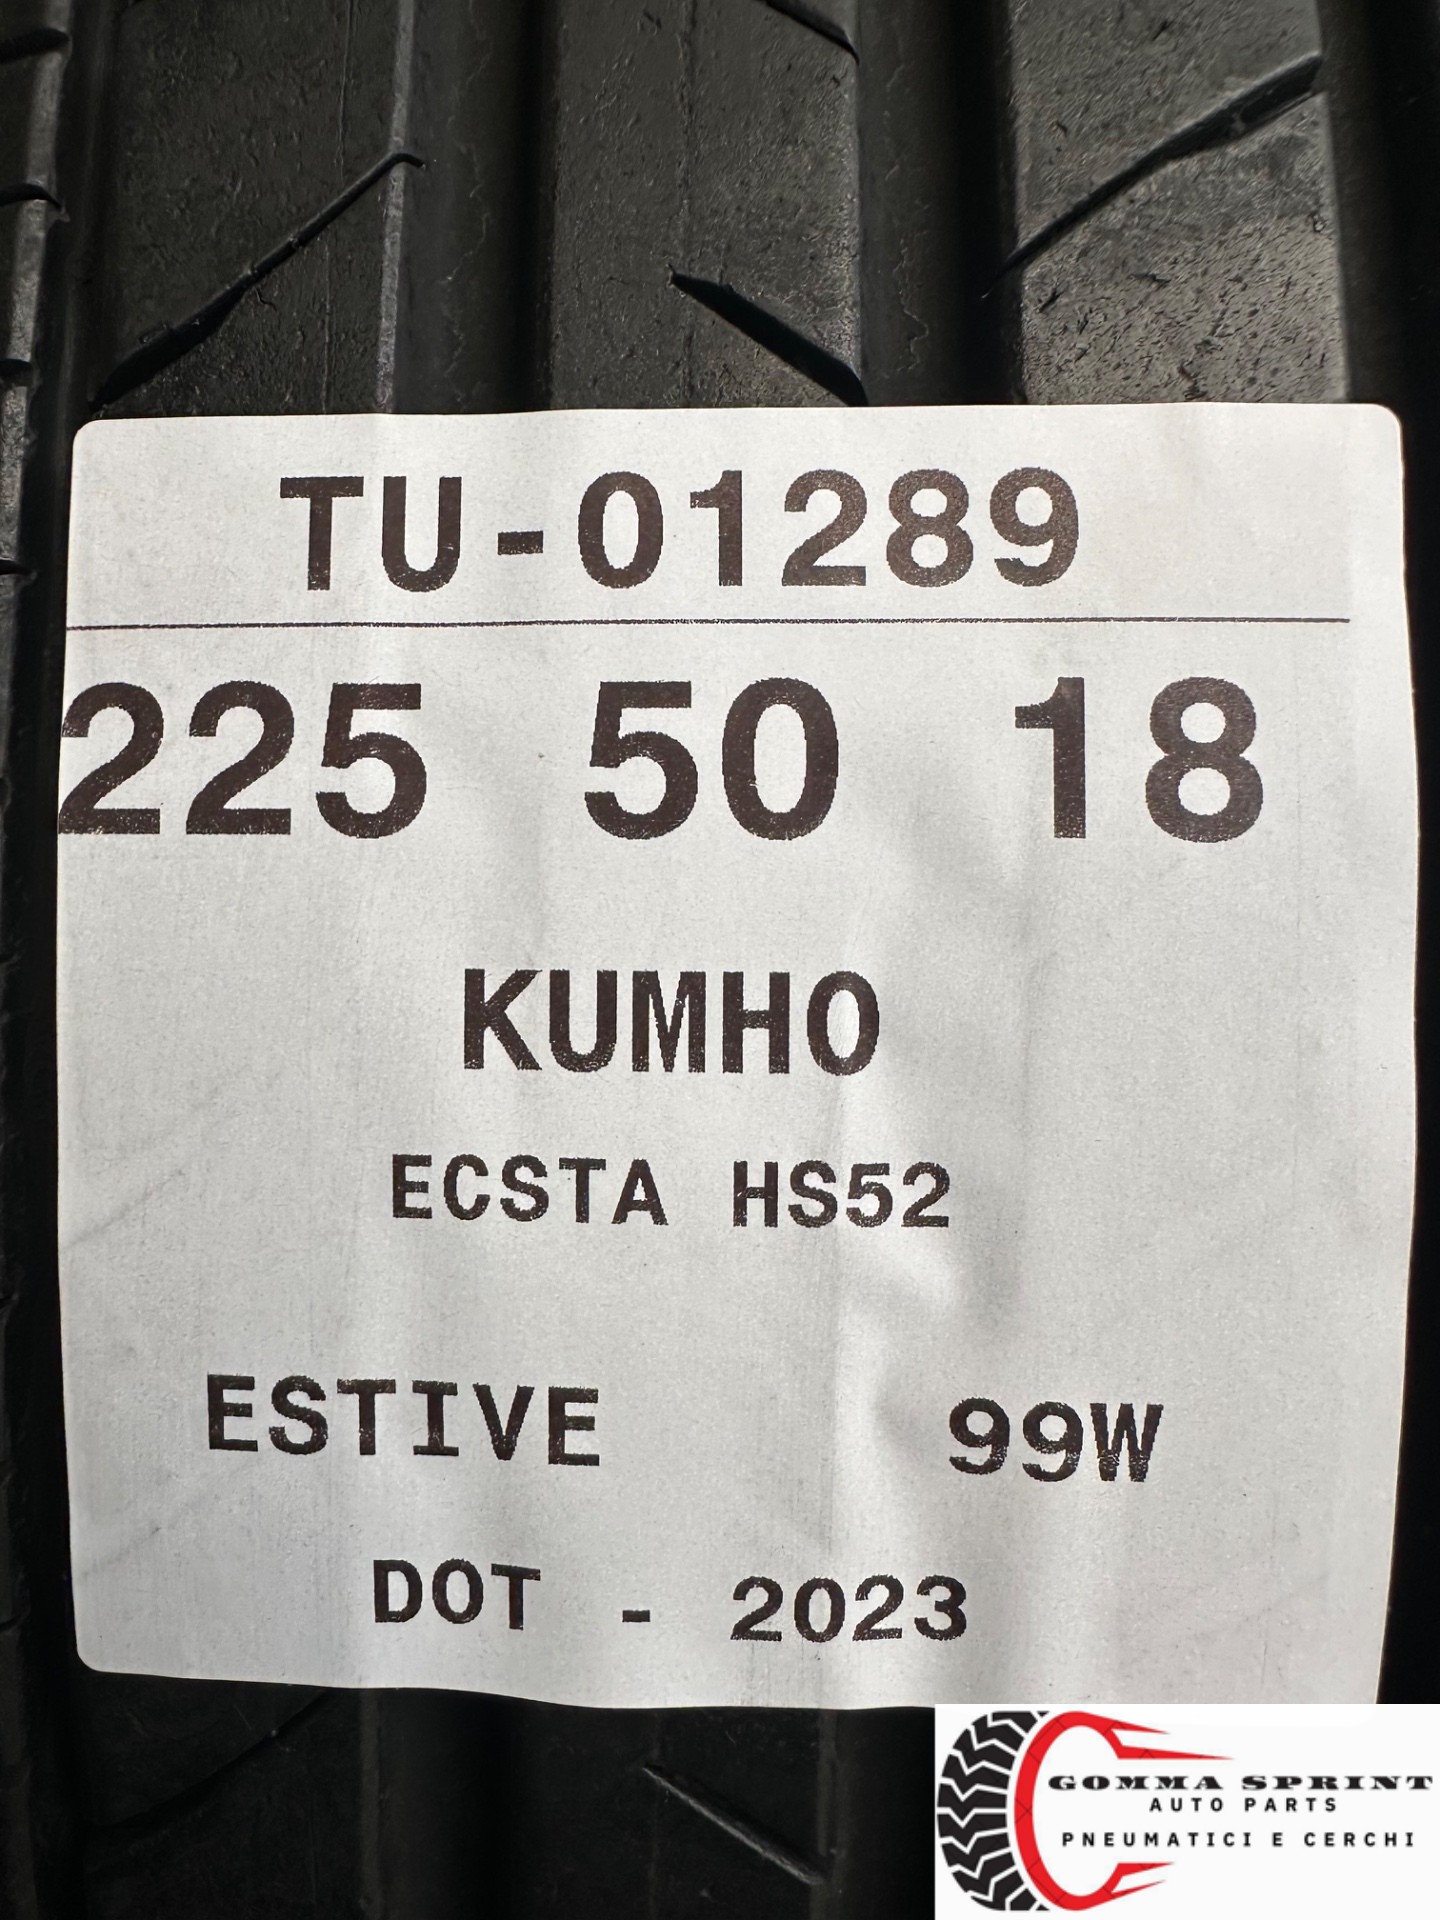 TU-01289
225 50 18
KUMHO
ECSTA HS52
ESTIVE 99W
DOT - 2023
GOMMA SPRINT
AUTO PARTS
PNEUMATICI E CERCHI